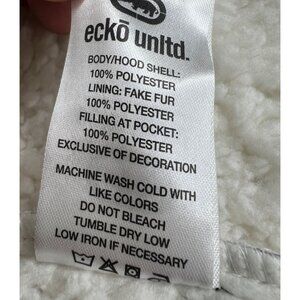 eckō unltd.
BODY/HOOD SHELL:
100% POLYESTER
LINING: FAKE FUR
100% POLYESTER
FILLING AT POCKET:
100% POLYESTER
EXCLUSIVE OF DECORATION
MACHINE WASH COLD WITH
LIKE COLORS
DO NOT BLEACH
TUMBLE DRY LOW
LOW IRON IF NECESSARY